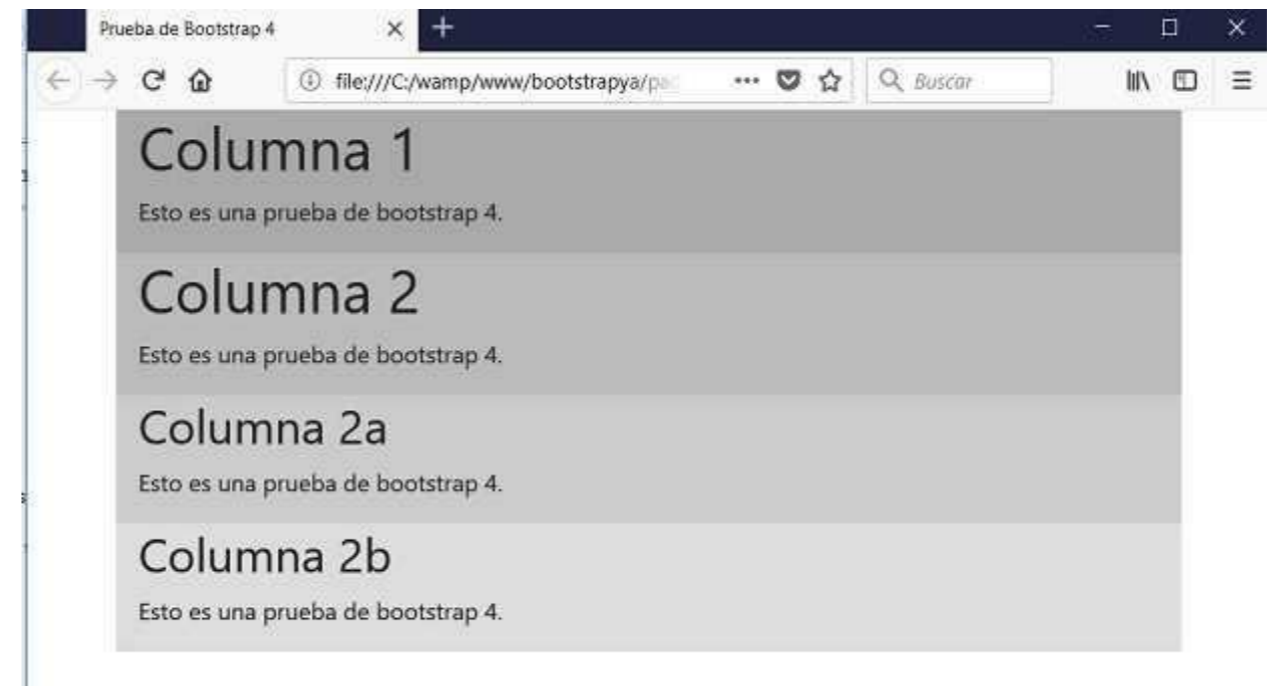 Prueba de Bootstrap 4
file:///C:/wamp/www/bootstrapya/pac
Buscar
Columna 1
Esto es una prueba de bootstrap 4.
Columna 2
Esto es una prueba de bootstrap 4.
Columna 2a
Esto es una prueba de bootstrap 4.
Columna 2b
Esto es una prueba de bootstrap 4.